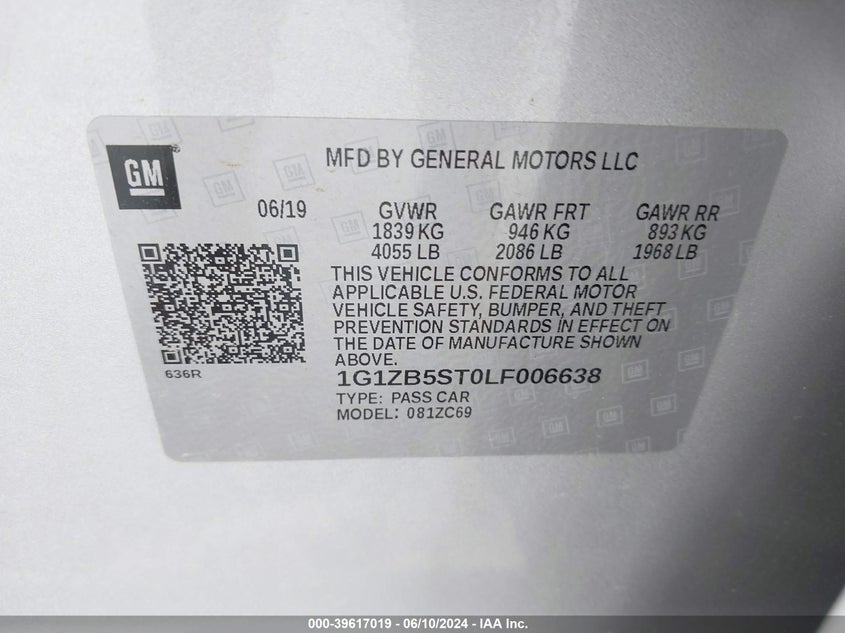 GM®
MFD BY GENERAL MOTORS LLC
06/19
GVWR GAWR FRT GAWR RR
1839 KG 946 KG 893 KG
4055 LB 2086 LB 1968 LB
THIS VEHICLE CONFORMS TO ALL
APPLICABLE U.S. FEDERAL MOTOR
VEHICLE SAFETY, BUMPER, AND THEFT
PREVENTION STANDARDS IN EFFECT ON
THE DATE OF MANUFACTURE SHOWN
ABOVE.
636R
1G1ZB5ST0LF006638
TYPE: PASS CAR
MODEL: 081ZC69
000-39617019 - 06/10/2024 - IAA Inc.